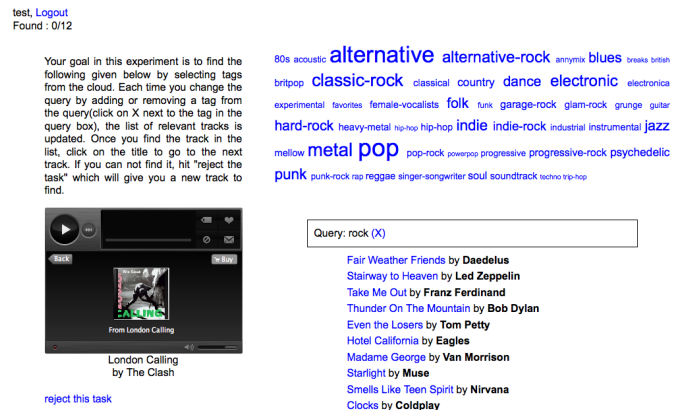 test, Logout
Found : 0/12
Your goal in this experiment is to find the
following given below by selecting tags
from the cloud. Each time you change the
query by adding or removing a tag from
the query(click on X next to the tag in the
query box), the list of relevant tracks is
updated. Once you find the track in the
list, click on the title to go to the next
track. If you can not find it, hit "reject the
task" which will give you a new track to
find.
80s acoustic alternative alternative-rock annymix blues breaks british
britpop classic-rock classical country dance electronic electronica
experimental favorites female-vocalists folk funk garage-rock glam-rock grunge guitar
hard-rock heavy-metal hip-hop hip-hop indie indie-rock industrial instrumental jazz
mellow metal pop pop-rock powerpop progressive progressive-rock psychedelic
punk punk-rock rap reggae singer-songwriter soul soundtrack techno trip-hop
Back
Buy
The Clash
CALLING
From London Calling
London Calling
by The Clash
reject this task
Query: rock (X)
Fair Weather Friends by Daedelus
Stairway to Heaven by Led Zeppelin
Take Me Out by Franz Ferdinand
Thunder On The Mountain by Bob Dylan
Even the Losers by Tom Petty
Hotel California by Eagles
Madame George by Van Morrison
Starlight by Muse
Smells Like Teen Spirit by Nirvana
Clocks by Coldplay